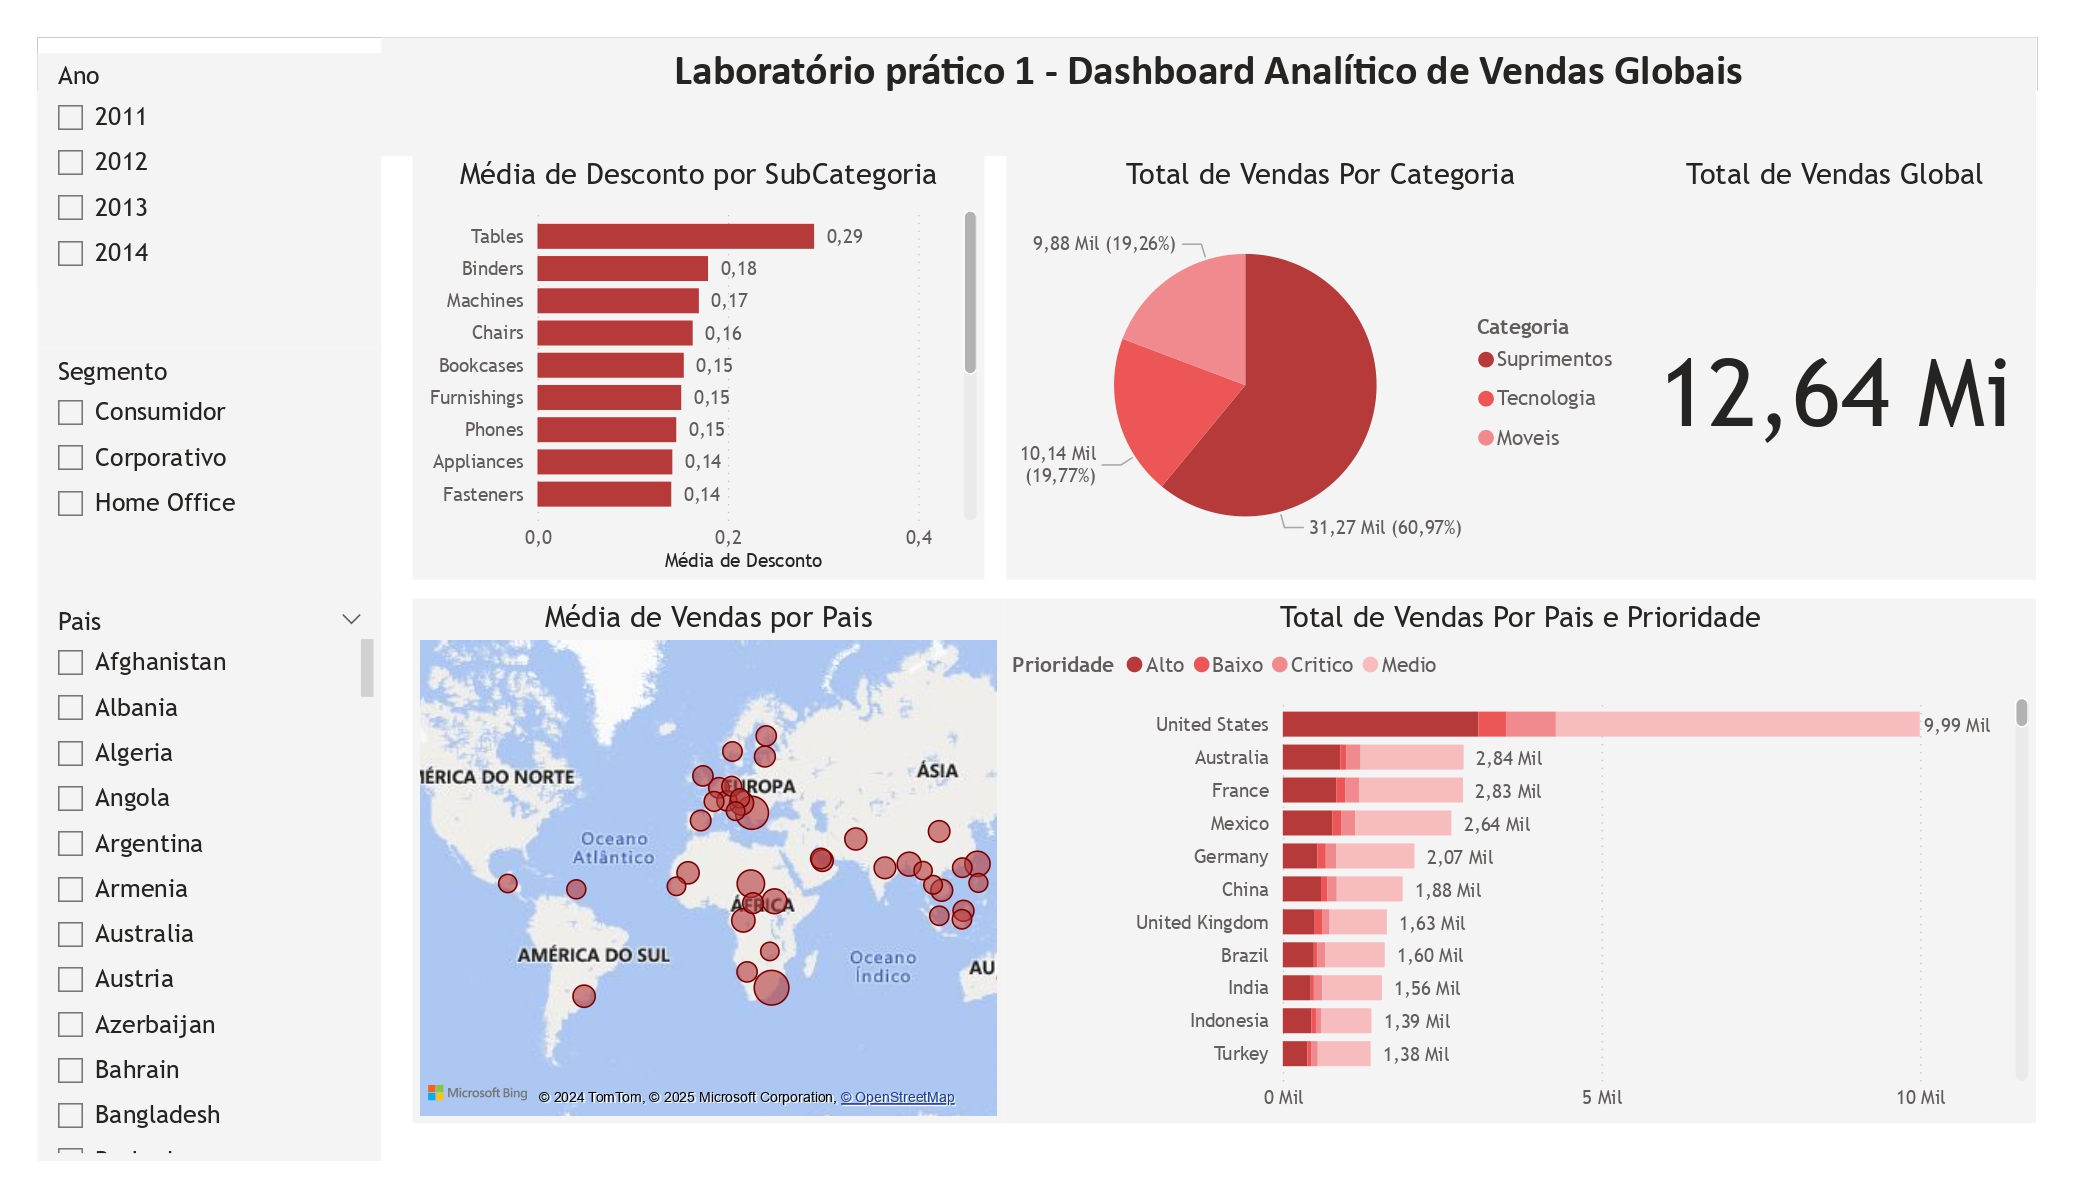 Laboratório prático 1 - Dashboard Analítico de Vendas Globais
Ano
2011
2012
2013
2014
Segmento
Consumidor
Corporativo
Home Office
Pais
Afghanistan
Albania
Algeria
Angola
Argentina
Armenia
Australia
Austria
Azerbaijan
Bahrain
Bangladesh
Média de Desconto por SubCategoria
Tables 0,29
Binders 0,18
Machines 0,17
Chairs 0,16
Bookcases 0,15
Furnishings 0,15
Phones 0,15
Appliances 0,14
Fasteners 0,14
0,0 0,2 0,4
Média de Desconto
Total de Vendas Por Categoria
9,88 Mil (19,26%)
10,14 Mil
(19,77%)
31,27 Mil (60,97%)
Categoria
Suprimentos
Tecnologia
Moveis
Total de Vendas Global
12,64 Mi
Média de Vendas por Pais
ÁSIA
EUROPA
DO NORTE
Oceano
Atlântico
ÁFRICA
AMÉRICA DO SUL
Oceano
Índico
AU
Microsoft Bing
© 2024 TomTom, © 2025 Microsoft Corporation, © OpenStreetMap
Total de Vendas Por Pais e Prioridade
Prioridade Alto Baixo Critico Medio
United States 9,99 Mil
Australia 2,84 Mil
France 2,83 Mil
Mexico 2,64 Mil
Germany 2,07 Mil
China 1,88 Mil
United Kingdom 1,63 Mil
Brazil 1,60 Mil
India 1,56 Mil
Indonesia 1,39 Mil
Turkey 1,38 Mil
0 Mil 5 Mil 10 Mil